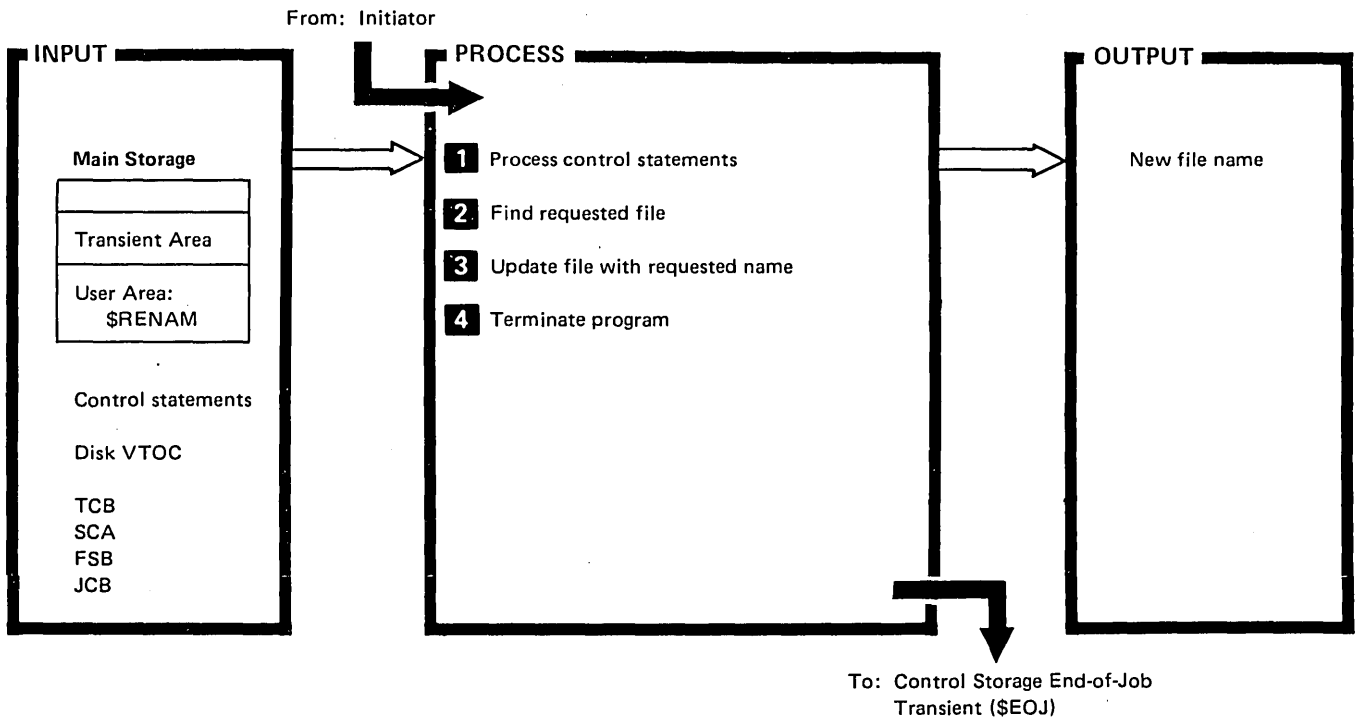 From: Initiator
INPUT
Main Storage
Transient Area
User Area:
$RENAM
Control statements
Disk VTOC
TCB
SCA
FSB
JCB
PROCESS
1 Process control statements
2 Find requested file
3 Update file with requested name
4 Terminate program
OUTPUT
New file name
To: Control Storage End-of-Job
Transient ($EOJ)